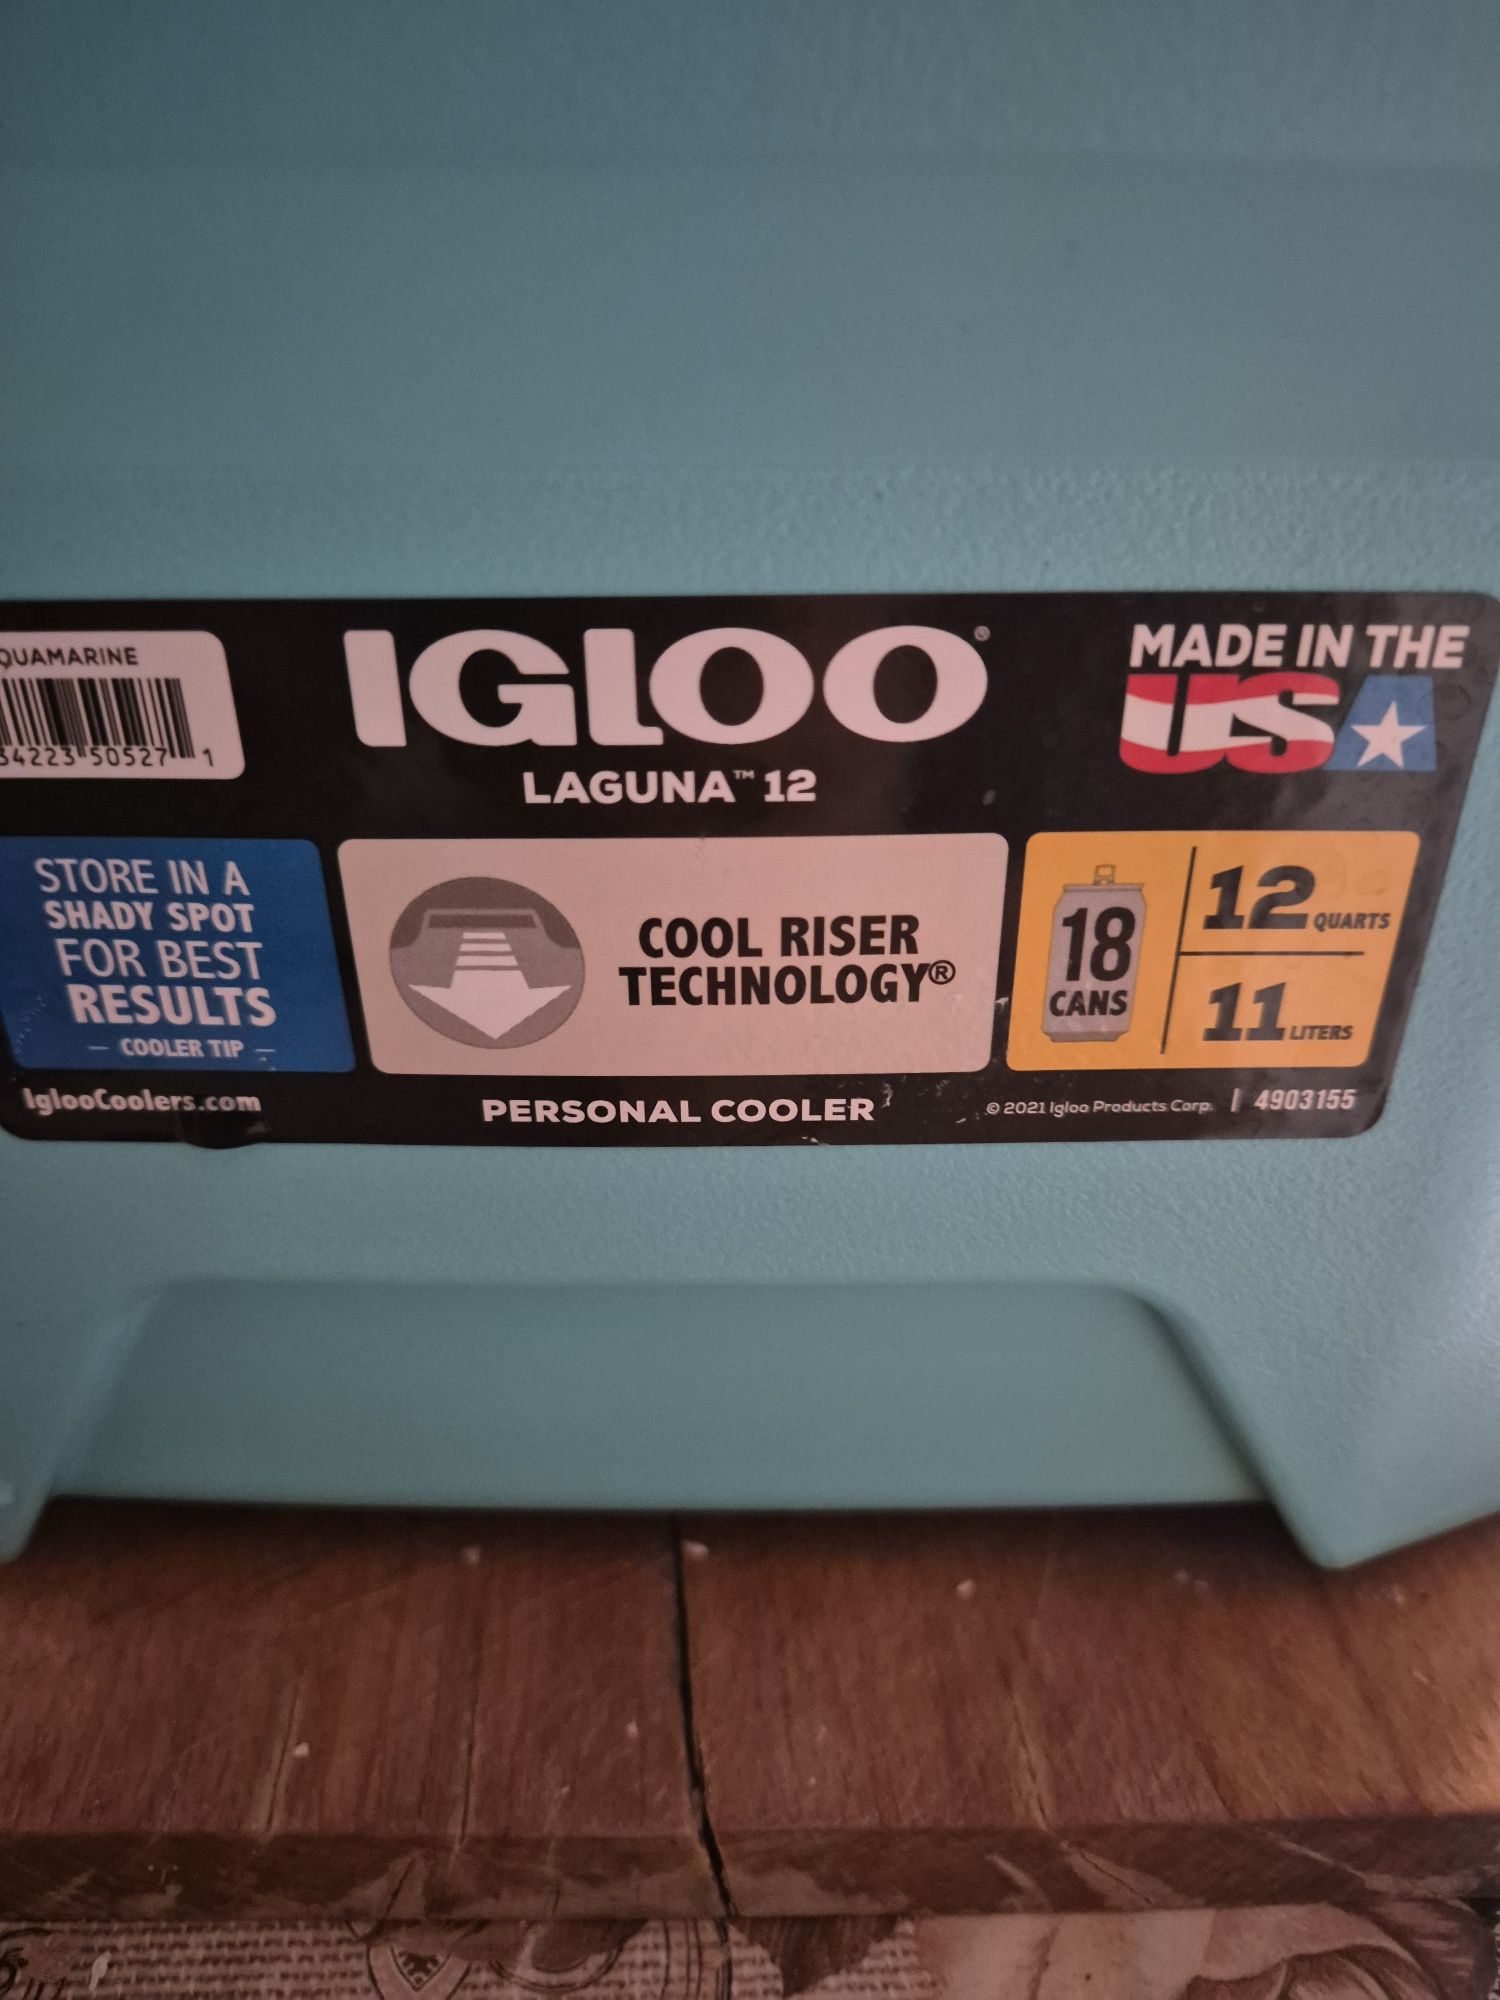 QUAMARINE
34223 50527 1
IGLOO®
LAGUNA™ 12
MADE IN THE
USA
STORE IN A
SHADY SPOT
FOR BEST
RESULTS
— COOLER TIP —
COOL RISER
TECHNOLOGY®
18
CANS
12 QUARTS
11 LITERS
IglooCoolers.com
PERSONAL COOLER
© 2021 Igloo Products Corp. | 4903155